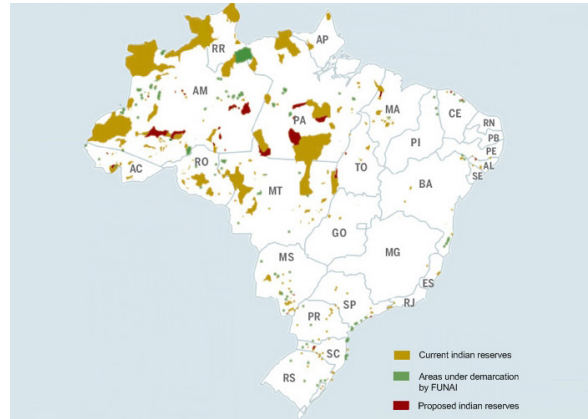 RR
AP
AM
PA
MA
CE
RN
PB
PE
AL
SE
PI
TO
AC
RO
MT
BA
GO
MG
ES
MS
SP
RJ
PR
SC
RS
Current indian reserves
Areas under demarcation
by FUNAI
Proposed indian reserves